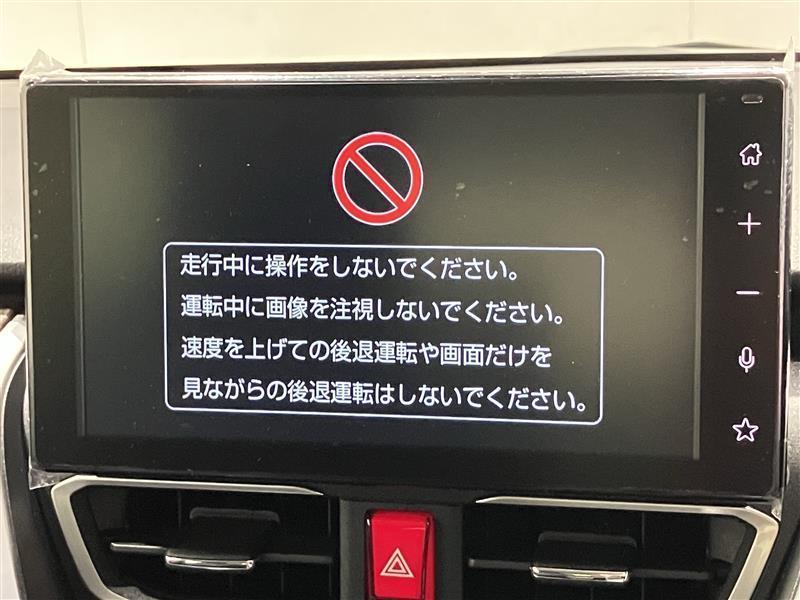 走行中に操作をしないでください。
運転中に画像を注視しないでください。
速度を上げての後退運転や画面だけを
見ながらの後退運転はしないでください。